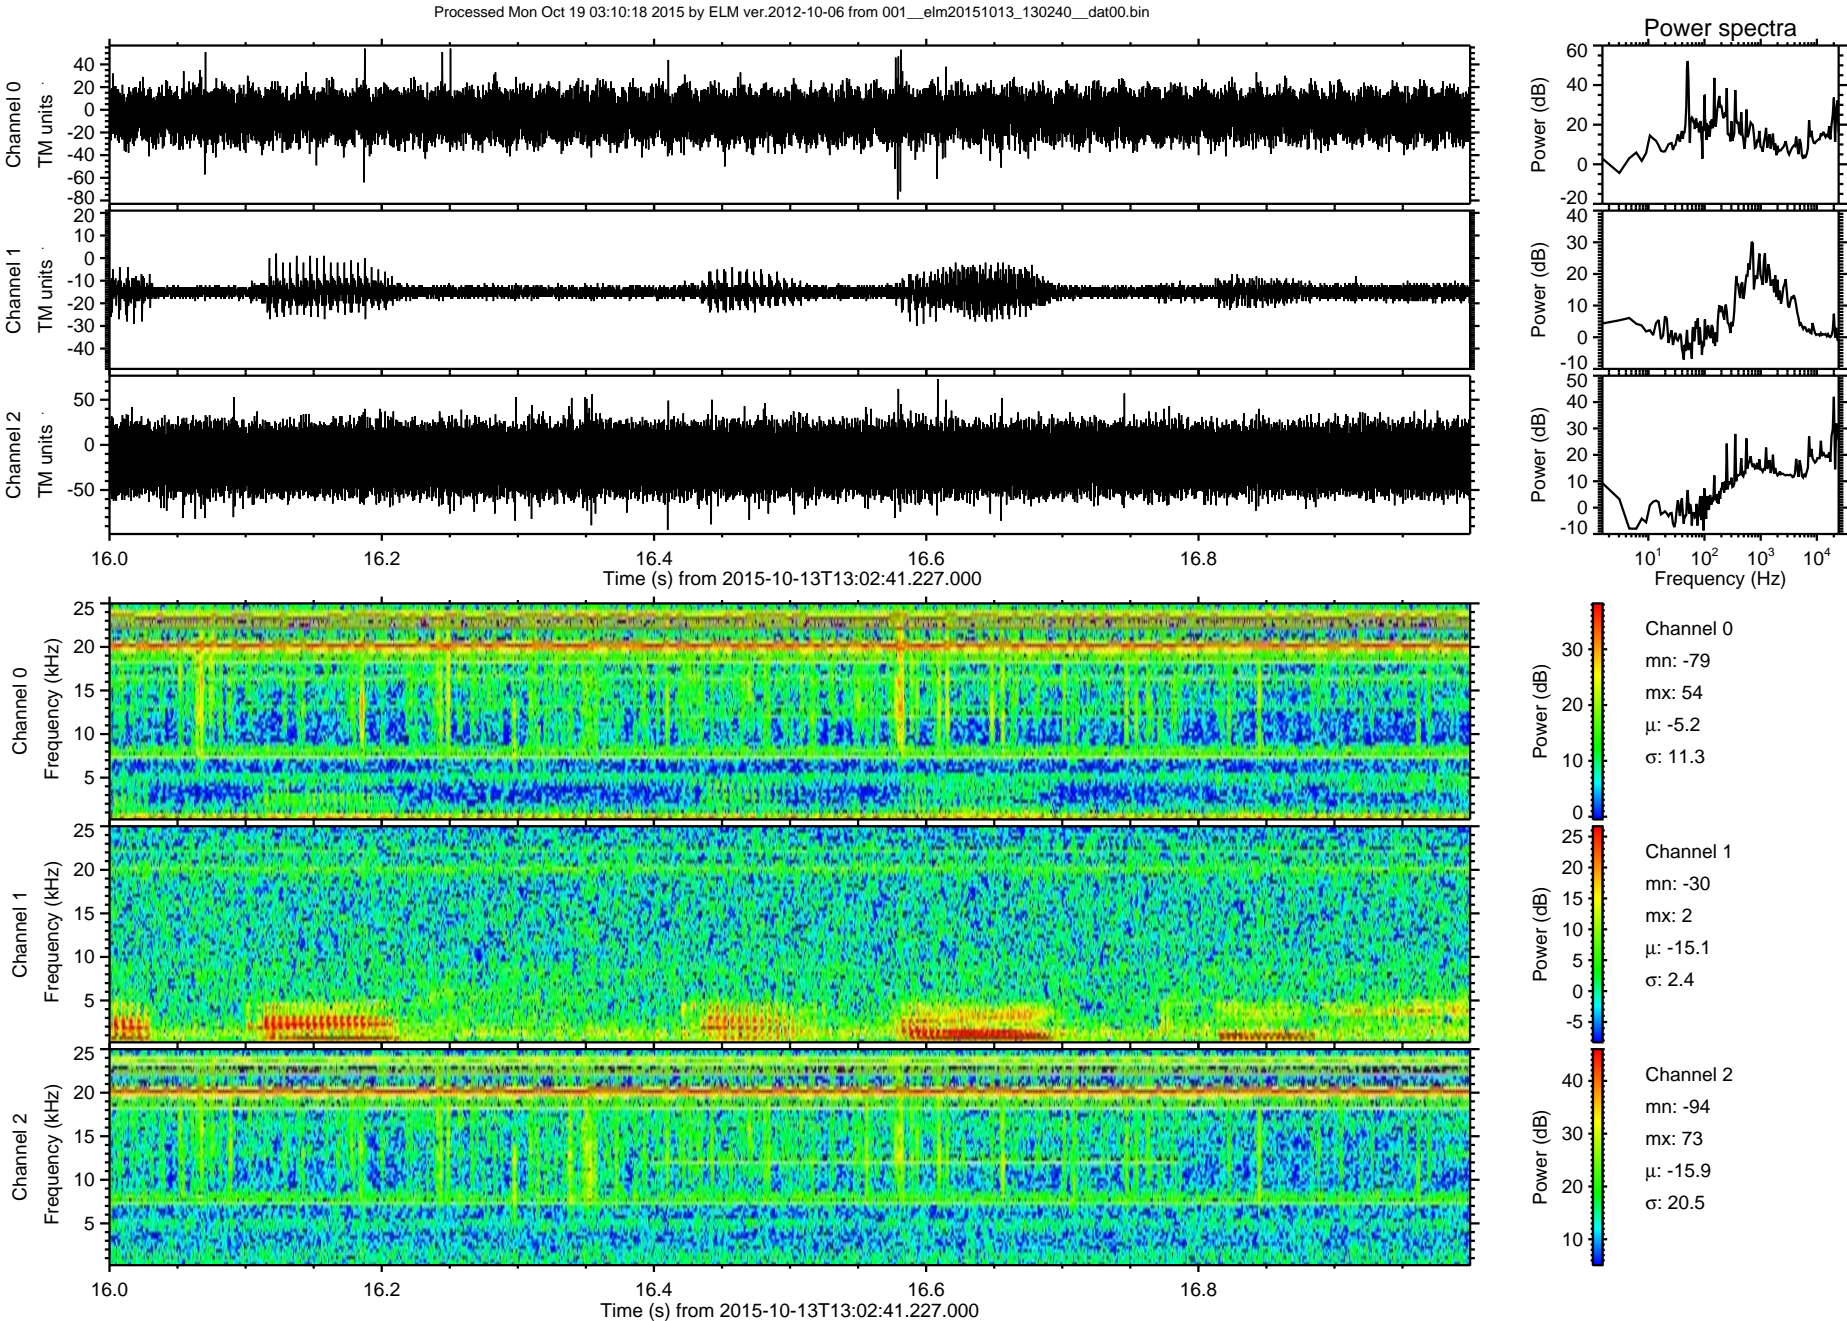 Processed Mon Oct 19 03:10:18 2015 by ELM ver.2012-10-06 from 001__elm20151013_130240__dat00.bin
Power spectra
Channel 0
TM units
40
20
0
-20
-40
-60
-80
Power (dB)
60
40
20
0
-20
Channel 1
TM units
20
10
0
-10
-20
-30
-40
Power (dB)
40
30
20
10
0
-10
Channel 2
TM units
50
0
-50
Power (dB)
50
40
30
20
10
0
-10
16.0 16.2 16.4 16.6 16.8
Time (s) from 2015-10-13T13:02:41.227.000
10¹ 10² 10³ 10⁴
Frequency (Hz)
Channel 0
Frequency (kHz)
25
20
15
10
5
Power (dB)
30
20
10
0
Channel 0
mn: -79
mx: 54
µ: -5.2
σ: 11.3
Channel 1
Frequency (kHz)
25
20
15
10
5
Power (dB)
25
20
15
10
5
0
-5
Channel 1
mn: -30
mx: 2
µ: -15.1
σ: 2.4
Channel 2
Frequency (kHz)
25
20
15
10
5
Power (dB)
40
30
20
10
Channel 2
mn: -94
mx: 73
µ: -15.9
σ: 20.5
16.0 16.2 16.4 16.6 16.8
Time (s) from 2015-10-13T13:02:41.227.000